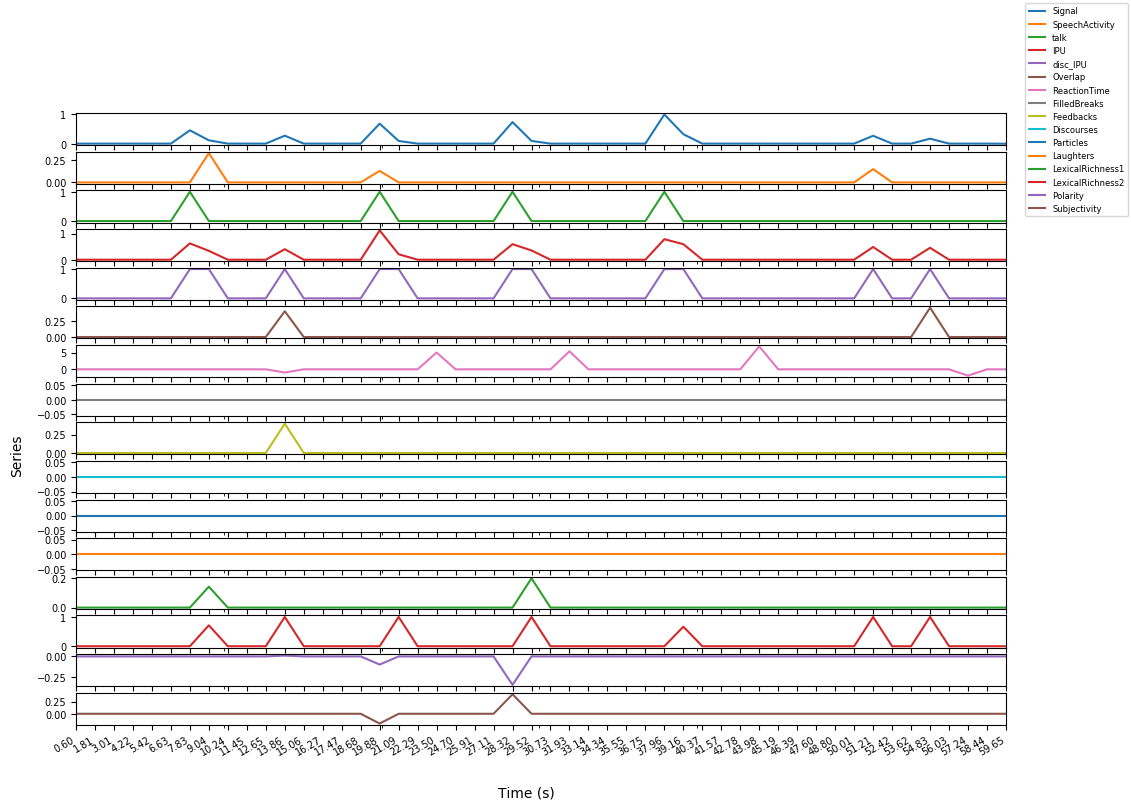 Signal
SpeechActivity
talk
IPU
disc_IPU
Overlap
ReactionTime
FilledBreaks
Feedbacks
Discourses
Particles
Laughters
LexicalRichness1
LexicalRichness2
Polarity
Subjectivity
1
0
0.25
0.00
1
0
1
0
1
0
0.25
0.00
5
0
0.05
0.00
−0.05
0.25
0.00
0.05
0.00
−0.05
0.05
0.00
−0.05
0.05
0.00
−0.05
0.2
0.0
1
0
0.00
−0.25
0.25
0.00
Series
0.60 1.81 3.01 4.22 5.42 6.63 7.83 9.04 10.24 11.45 12.65 13.86 15.06 16.27 17.47 18.68 19.88 21.09 22.29 23.50 24.70 25.91 27.11 28.32 29.52 30.73 31.93 33.14 34.34 35.55 36.75 37.96 39.16 40.37 41.57 42.78 43.98 45.19 46.39 47.60 48.80 50.01 51.21 52.42 53.62 54.83 56.03 57.24 58.44 59.65
Time (s)